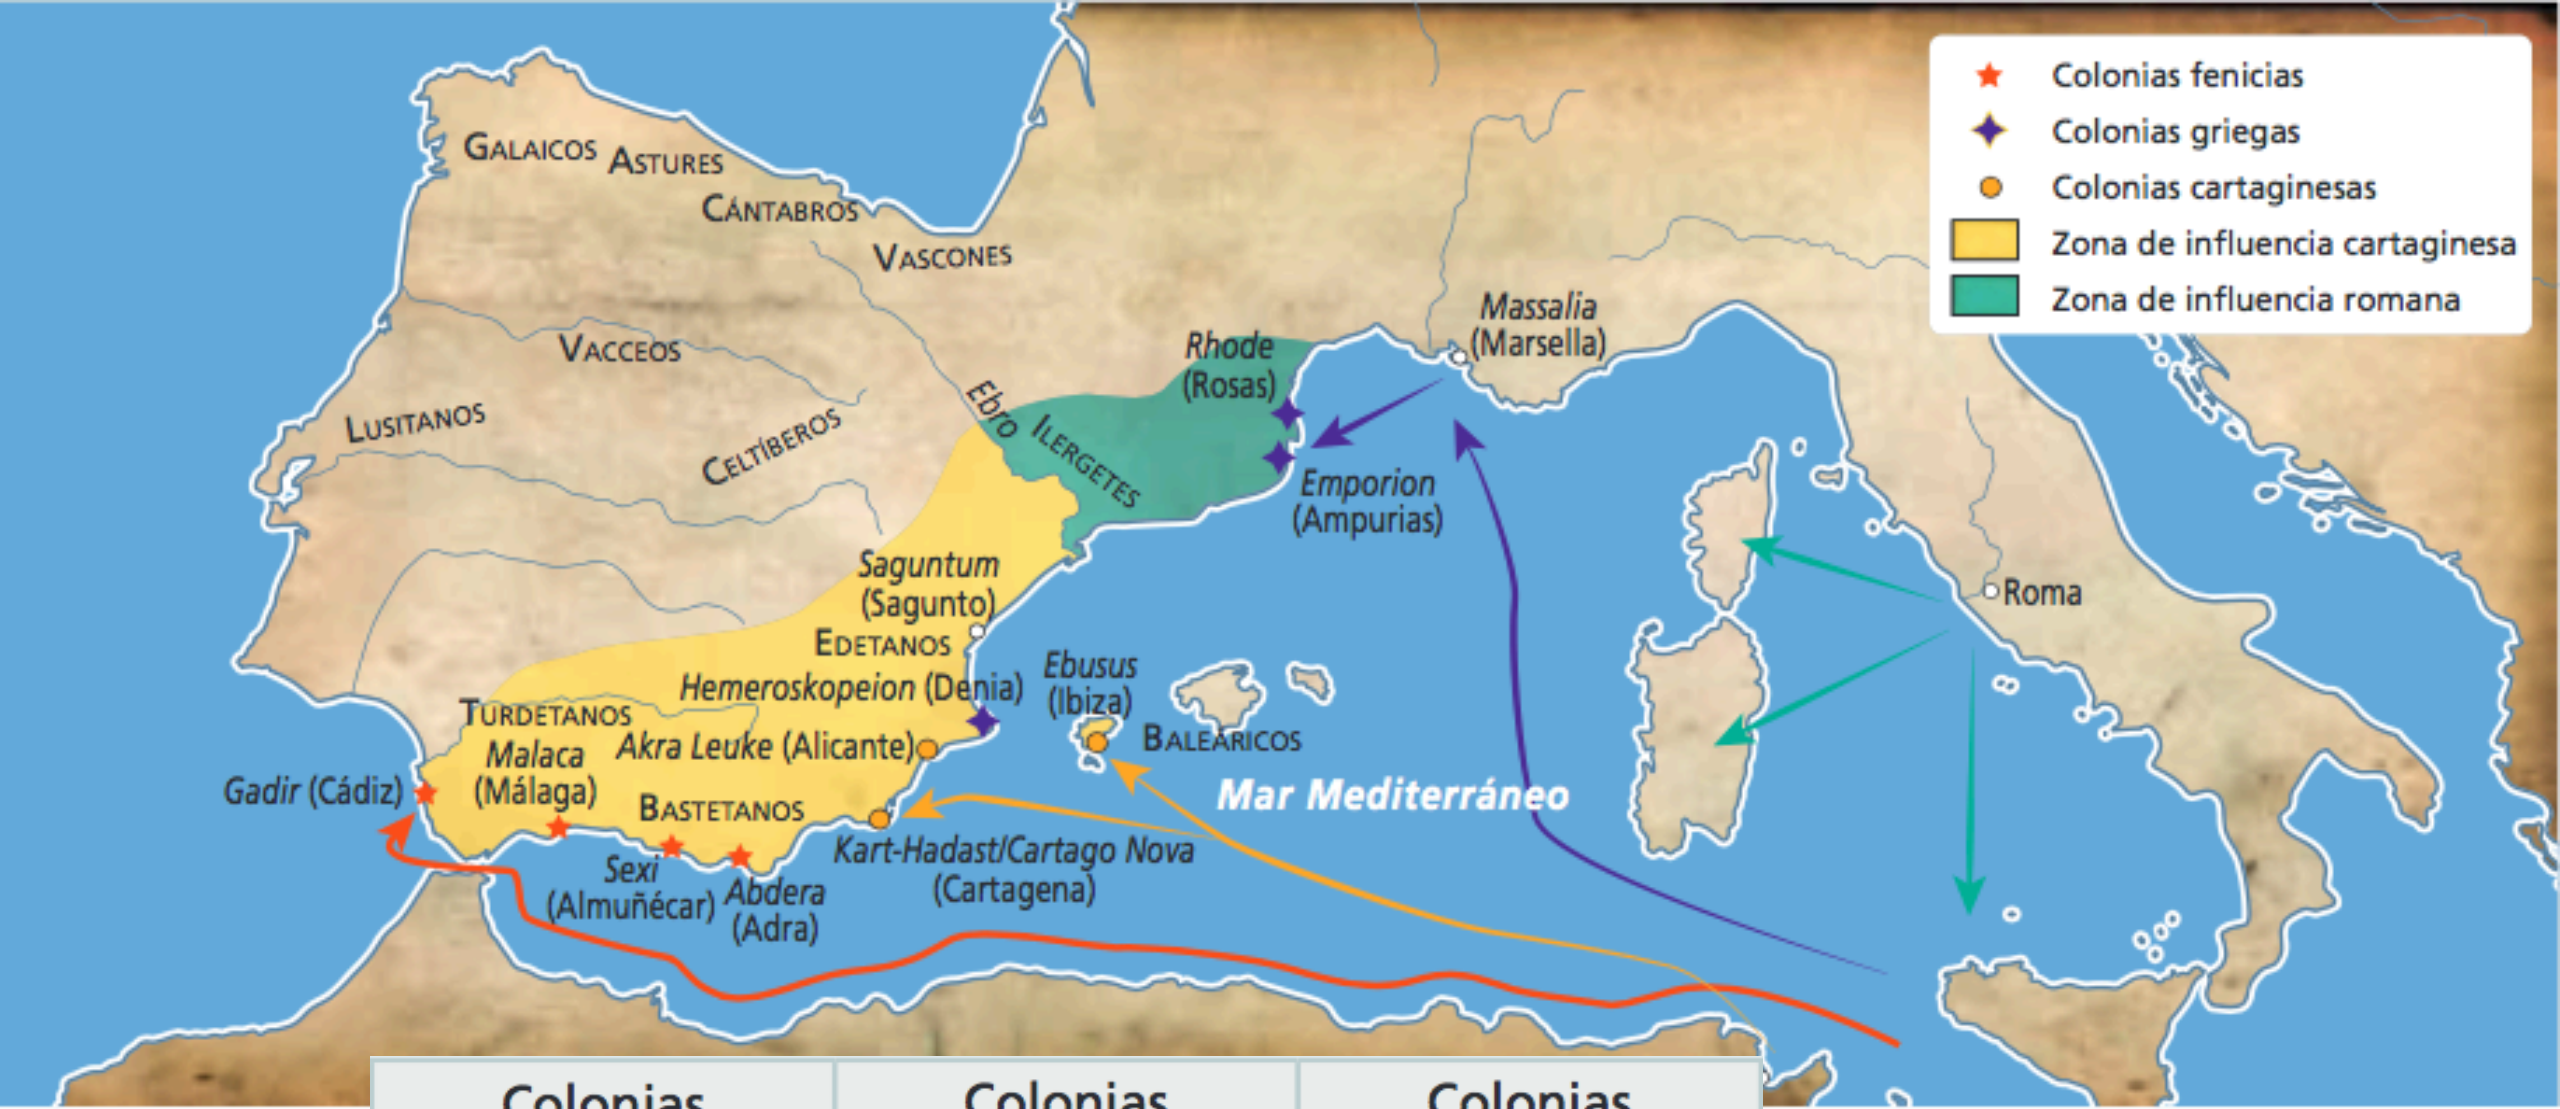 Colonias fenicias
Colonias griegas
Colonias cartaginesas
Zona de influencia cartaginesa
Zona de influencia romana
GALAICOS
ASTURES
CÁNTABROS
VASCONES
VACCEOS
LUSITANOS
CELTÍBEROS
Ebro
ILERGETES
Rhode
(Rosas)
Massalia
(Marsella)
Emporion
(Ampurias)
Saguntum
(Sagunto)
EDETANOS
Roma
Hemeroskopeion (Denia)
Ebusus
(Ibiza)
BALEÁRICOS
TURDETANOS
Malaca
(Málaga)
Akra Leuke (Alicante)
Gadir (Cádiz)
BASTETANOS
Mar Mediterráneo
Kart-Hadast/Cartago Nova
(Cartagena)
Sexi
(Almuñécar)
Abdera
(Adra)
Colonias
Colonias
Colonias